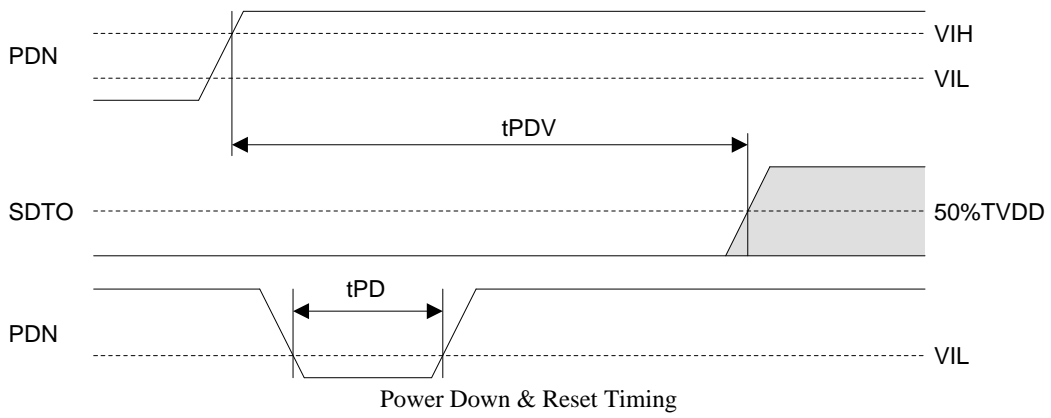 PDN
VIH
VIL
tPDV
SDTO
50%TVDD
tPD
PDN
VIL
Power Down & Reset Timing